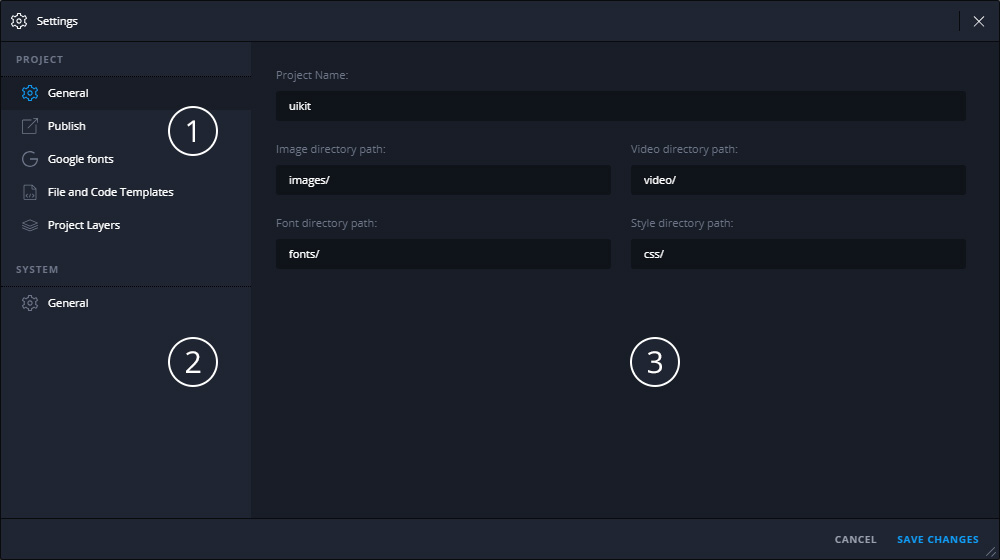 Settings
PROJECT
General
Publish
Google fonts
File and Code Templates
Project Layers
1
SYSTEM
General
2
Project Name:
uikit
Image directory path: Video directory path:
images/ video/
Font directory path: Style directory path:
fonts/ css/
3
CANCEL SAVE CHANGES